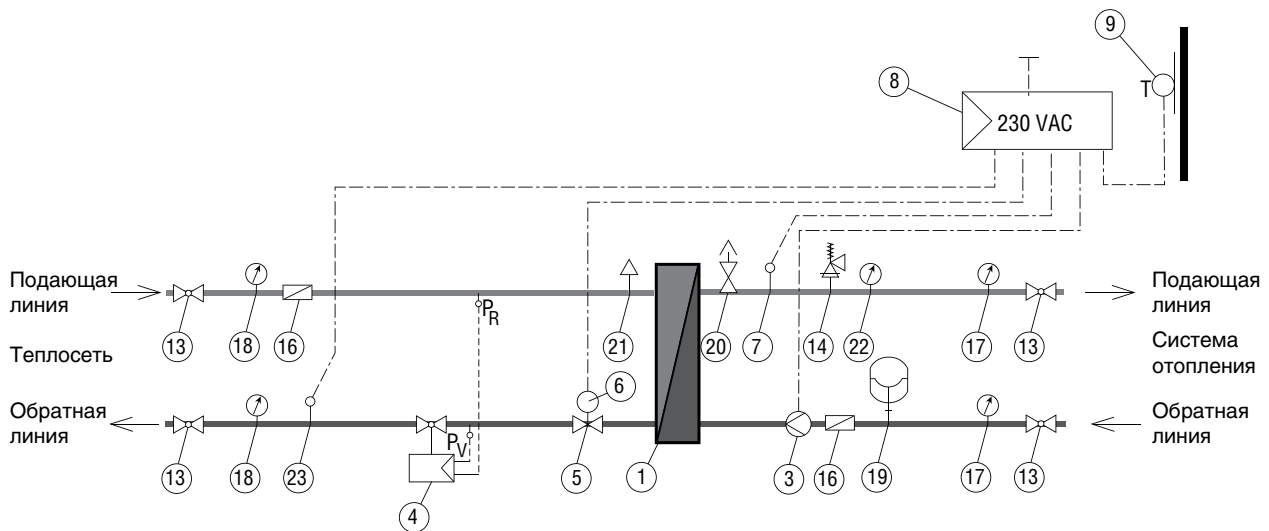 9
8
T
230 VAC
Подающая
линия
13
18
16
P
R
21
20
7
14
22
17
13
Подающая
линия
Теплосеть
Система
отопления
6
Обратная
линия
13
18
23
P
V
4
5
1
3
16
19
17
13
Обратная
линия